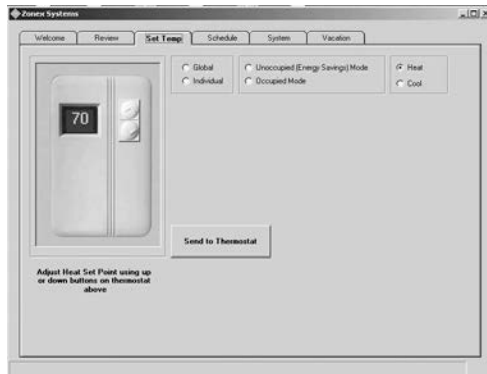 Zonex Systems
Welcome Review Set Temp Schedule System Vacation
Global Unoccupied (Energy Savings) Mode Heat
Individual Occupied Mode Cool
70
Send to Thermostat
Adjust Heat Set Point using up
or down buttons on thermostat
above